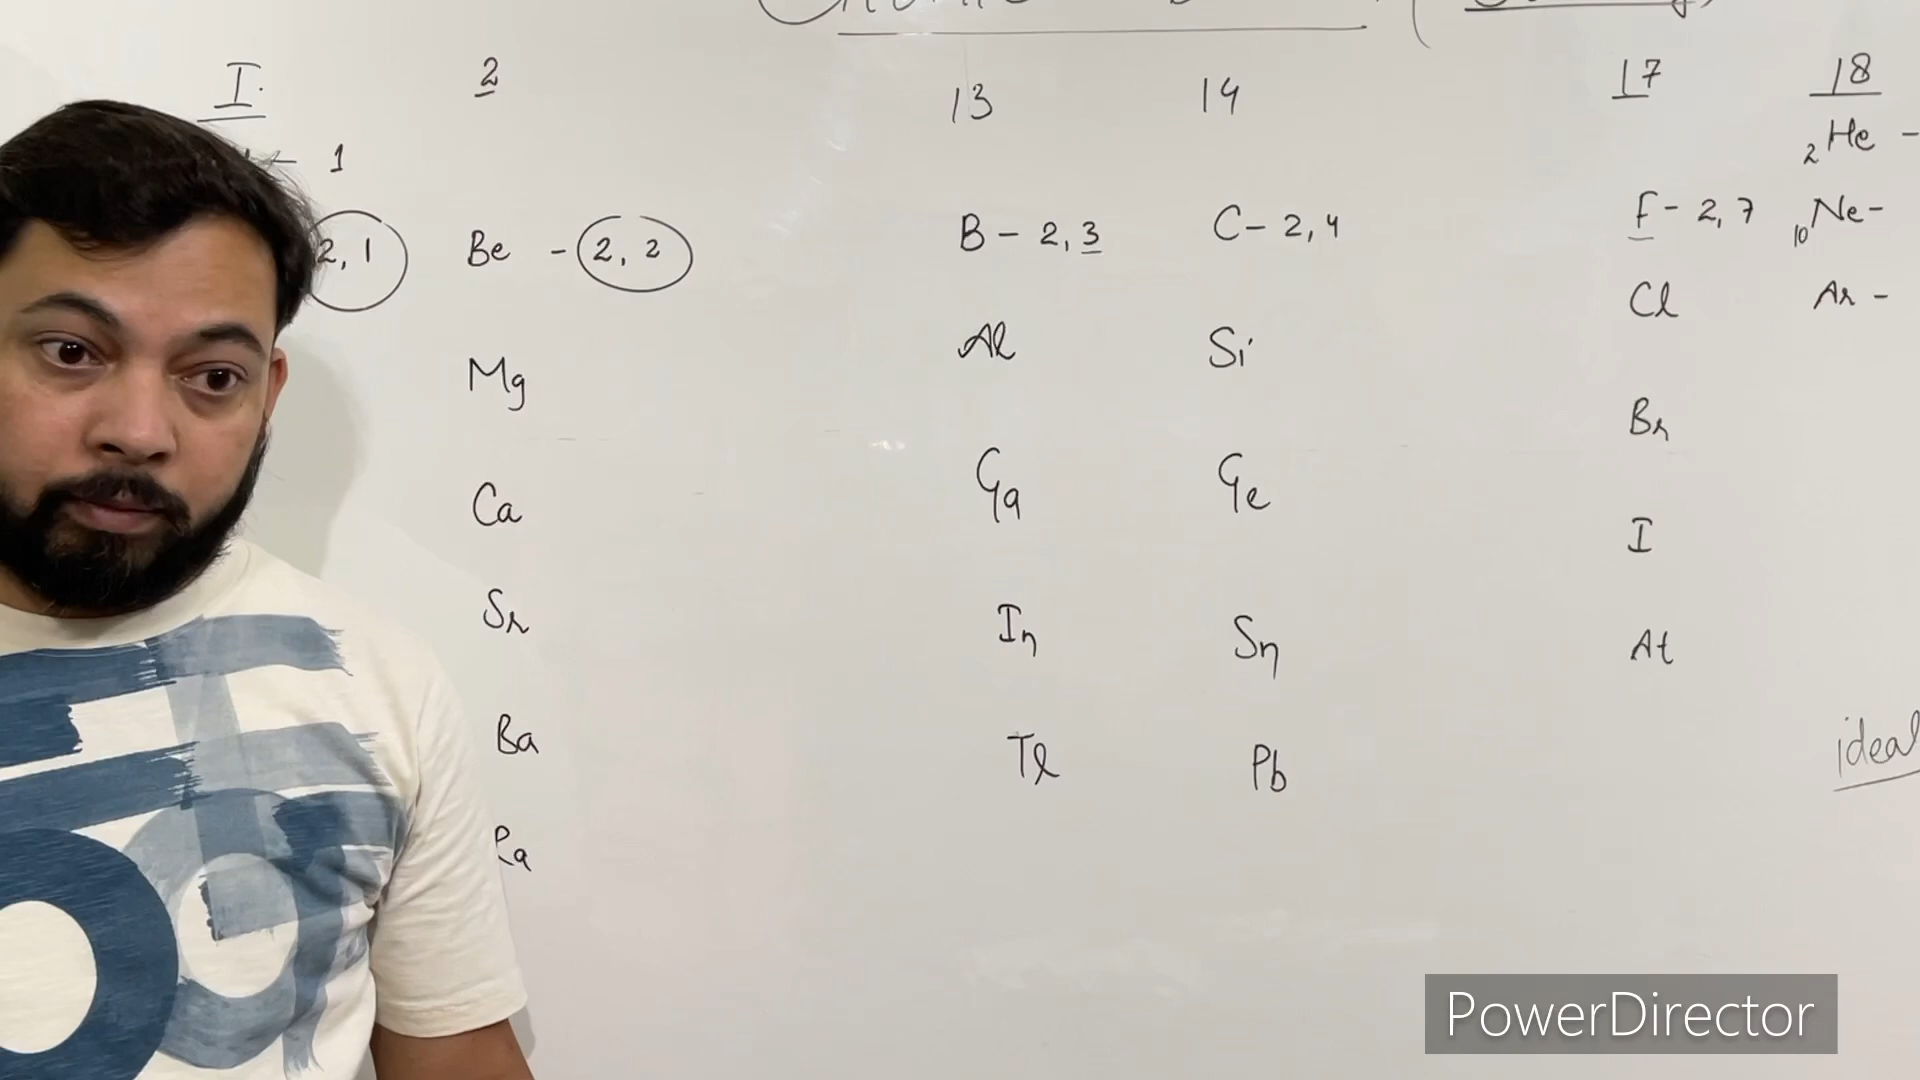 I. 2 13 14 17 18
1 2He -
2, 1 Be - 2, 2 B - 2, 3 C - 2, 4 F - 2, 7 10Ne -
Cl Ar -
Mg Al Si
Br
Ca Ga Ge
I
Sr In Sn At
Ba Tl Pb ideal
Ra
PowerDirector